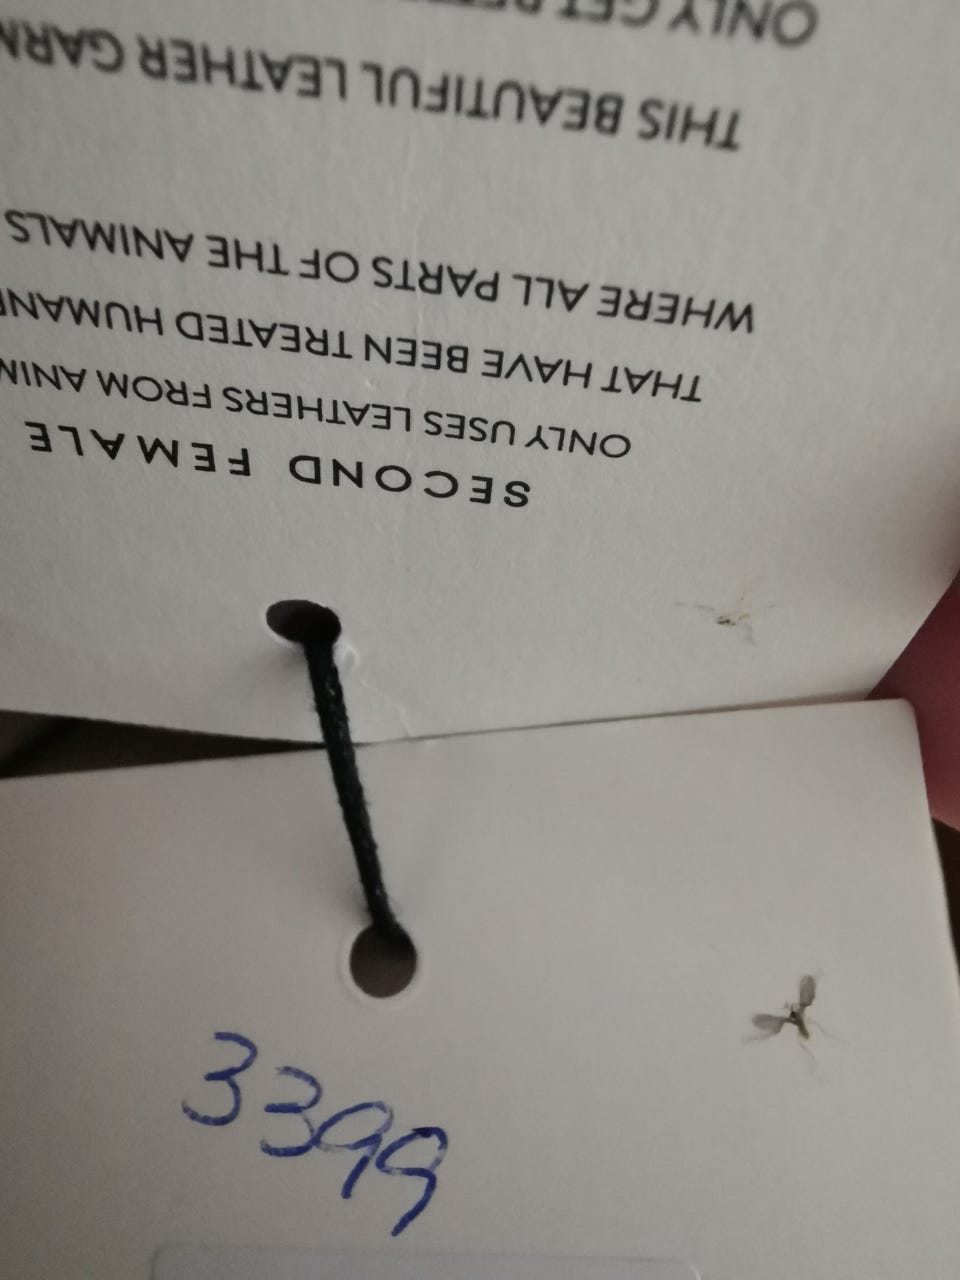 SECOND FEMALE
ONLY USES LEATHERS FROM
THAT HAVE BEEN TREATED
WHERE ALL PARTS OF THE ANIMALS
THIS BEAUTIFUL LEATHER
ONLY GET
3399